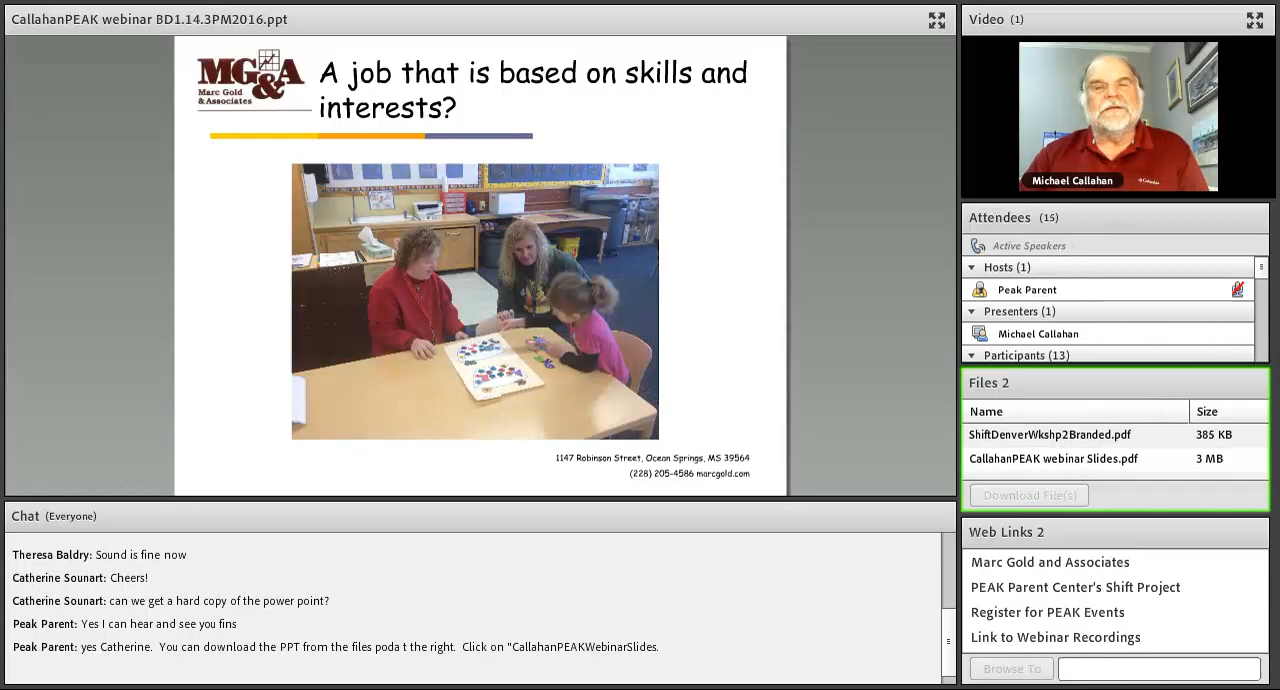 CallahanPEAK webinar BD1.14.3PM2016.ppt
MG&A
Marc Gold
& Associates
A job that is based on skills and
interests?
1147 Robinson Street, Ocean Springs, MS 39564
(228) 205-4586 marcgold.com
Chat (Everyone)
Theresa Baldry: Sound is fine now
Catherine Sounart: Cheers!
Catherine Sounart: can we get a hard copy of the power point?
Peak Parent: Yes I can hear and see you fins
Peak Parent: yes Catherine. You can download the PPT from the files poda t the right. Click on "CallahanPEAKWebinarSlides.
Video (1)
Michael Callahan
Columbia
Attendees (15)
Active Speakers
Hosts (1)
Peak Parent
Presenters (1)
Michael Callahan
Participants (13)
Files 2
Name Size
ShiftDenverWkshp2Branded.pdf 385 KB
CallahanPEAK webinar Slides.pdf 3 MB
Download File(s)
Web Links 2
Marc Gold and Associates
PEAK Parent Center's Shift Project
Register for PEAK Events
Link to Webinar Recordings
Browse To